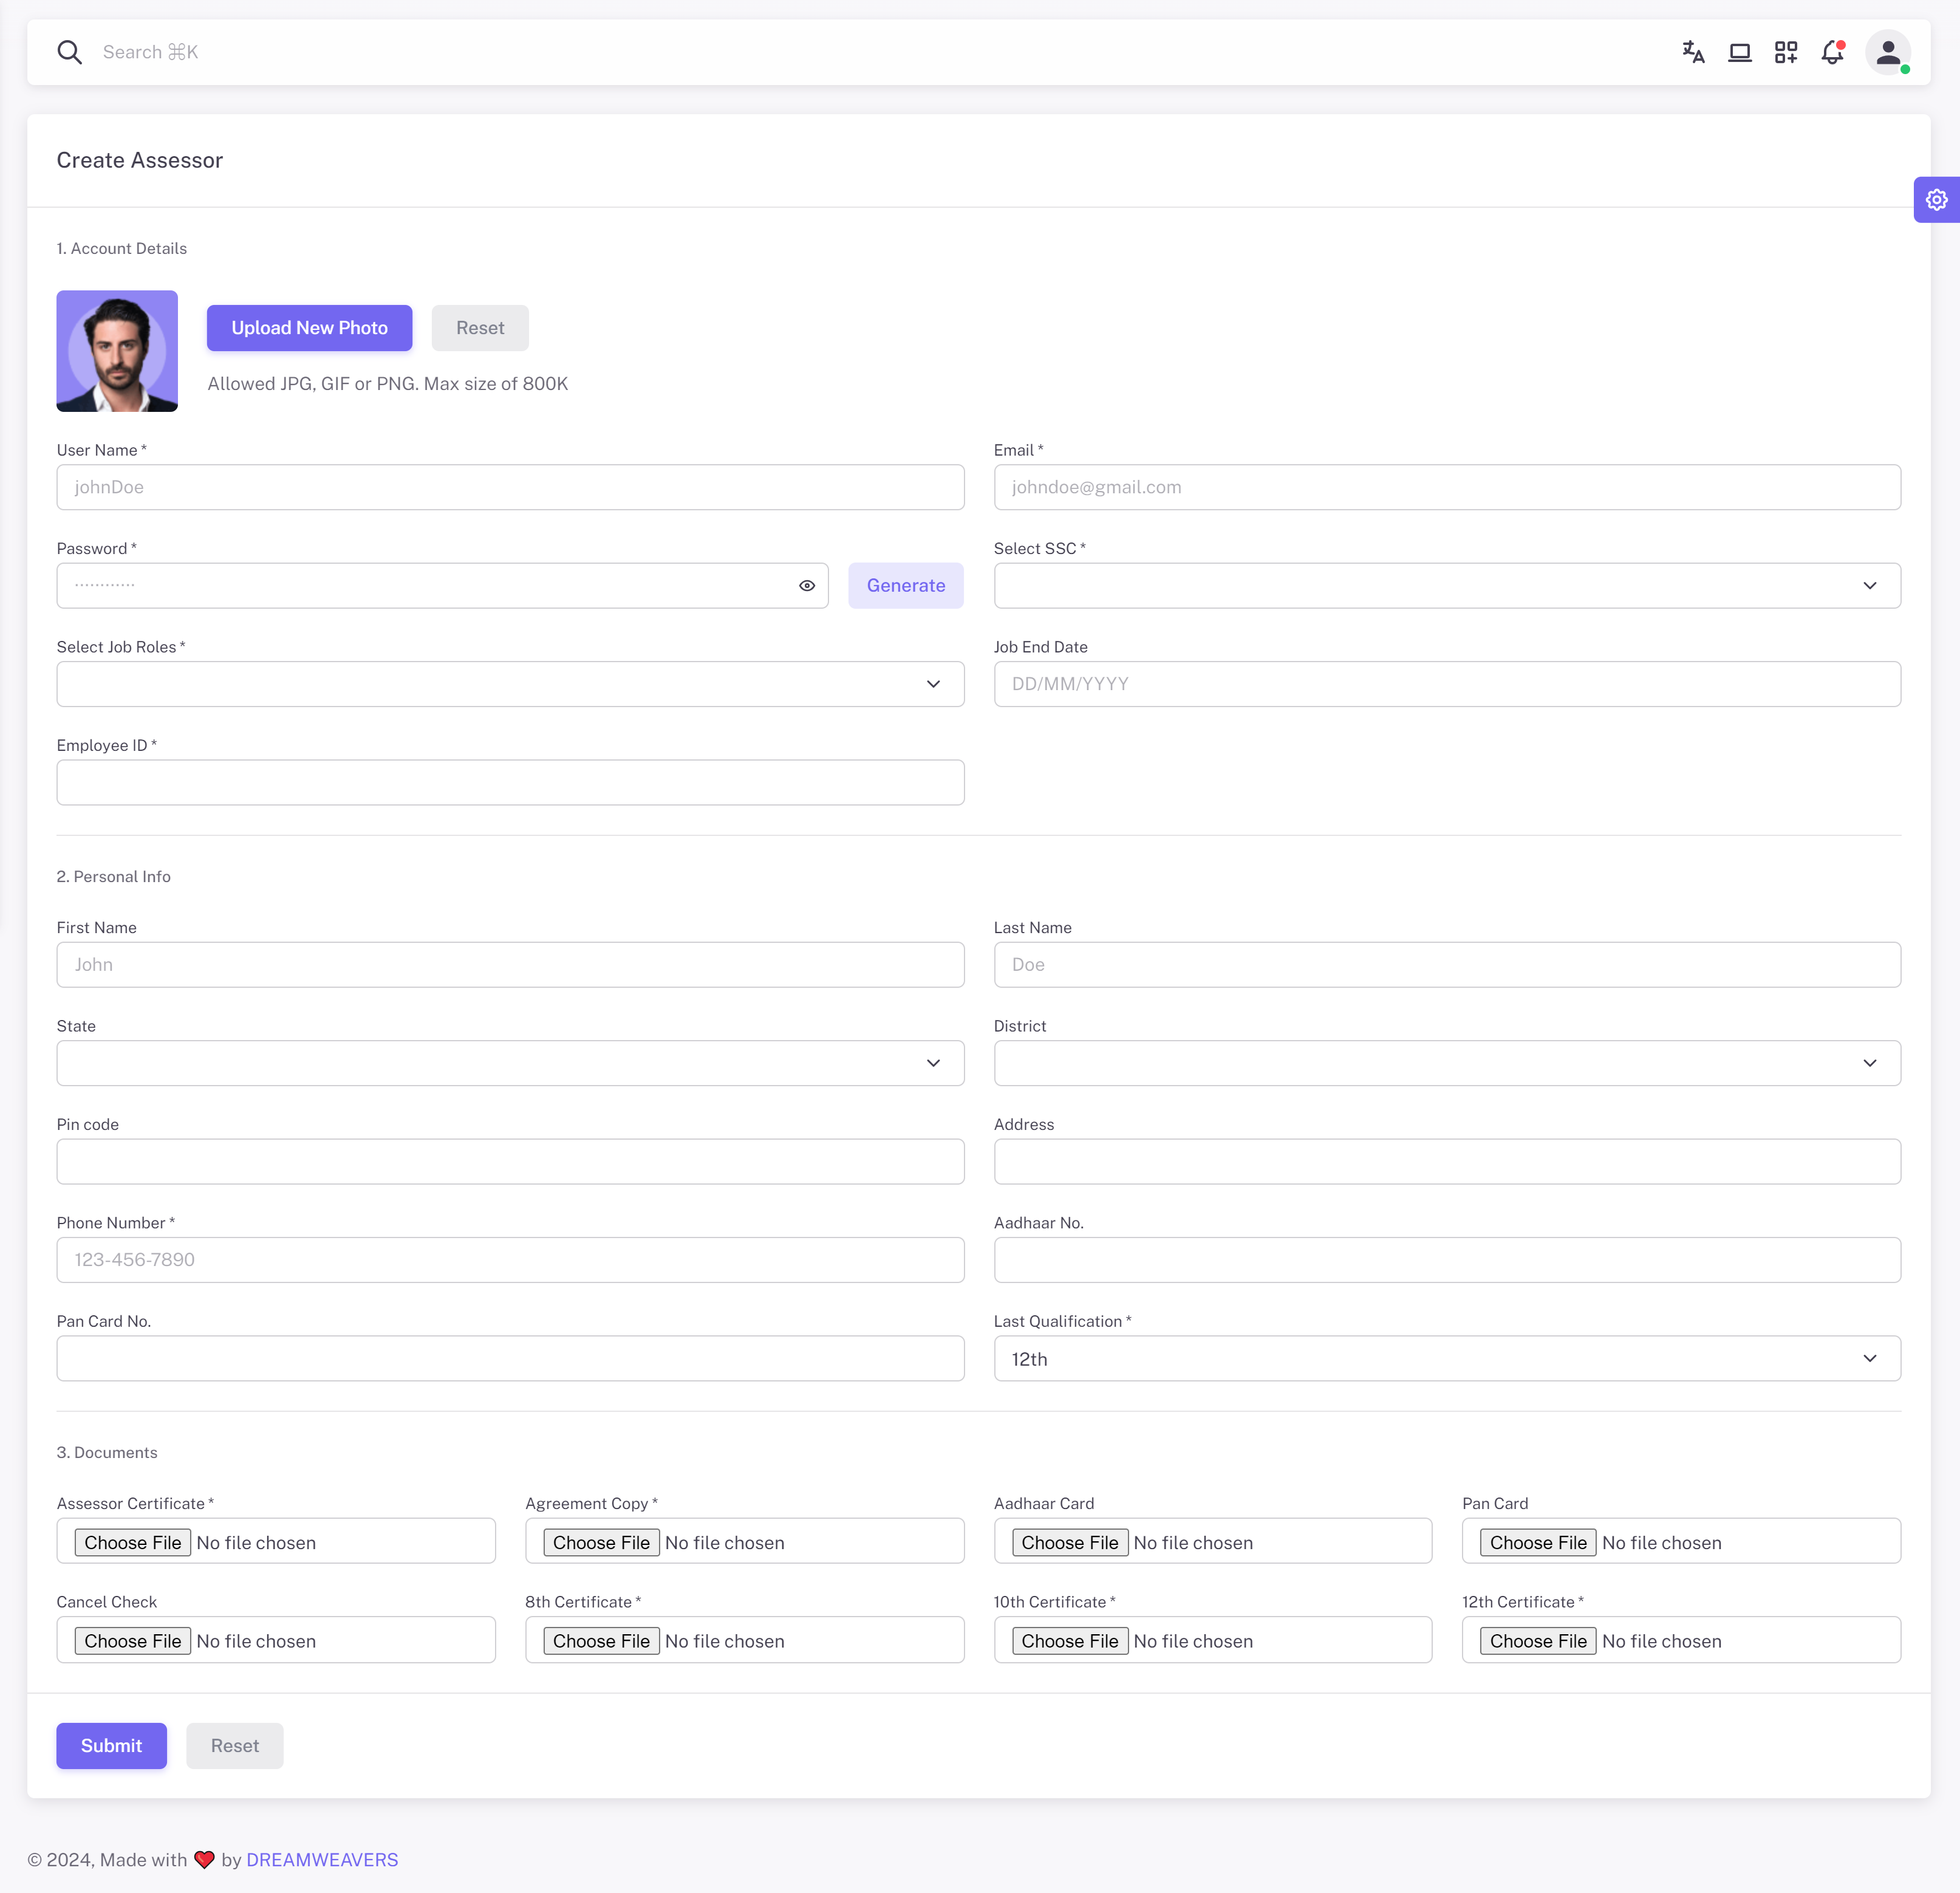 Search ⌘K
Create Assessor
1. Account Details
Upload New Photo Reset
Allowed JPG, GIF or PNG. Max size of 800K
User Name * Email *
johnDoe johndoe@gmail.com
Password * Select SSC *
············ Generate
Select Job Roles * Job End Date
DD/MM/YYYY
Employee ID *
2. Personal Info
First Name Last Name
John Doe
State District
Pin code Address
Phone Number * Aadhaar No.
123-456-7890
Pan Card No. Last Qualification *
12th
3. Documents
Assessor Certificate * Agreement Copy * Aadhaar Card Pan Card
Choose File No file chosen Choose File No file chosen Choose File No file chosen Choose File No file chosen
Cancel Check 8th Certificate * 10th Certificate * 12th Certificate *
Choose File No file chosen Choose File No file chosen Choose File No file chosen Choose File No file chosen
Submit Reset
© 2024, Made with ❤️ by DREAMWEAVERS